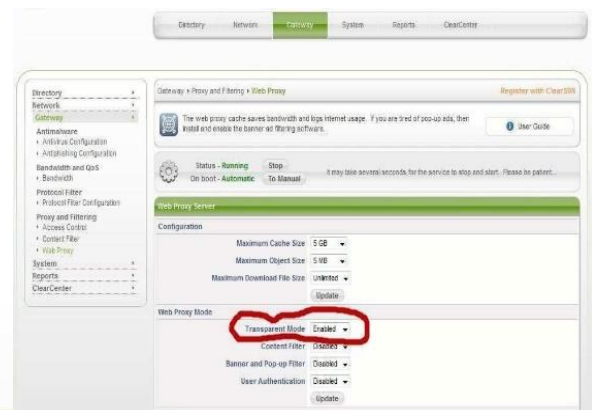 Directory Network Gateway System Reports ClearCenter
Directory
Network
Gateway
Antimalware
Antivirus Configuration
Antiphishing Configuration
Bandwidth and QoS
Bandwidth
Protocol Filter
Protocol Filter Configuration
Proxy and Filtering
Access Control
Content Filter
Web Proxy
System
Reports
ClearCenter
Gateway › Proxy and Filtering › Web Proxy Register with ClearSDN
The web proxy cache saves bandwidth and logs internet usage. If you are tired of pop-up ads, then
install and enable the banner ad filtering software.
User Guide
Status - Running Stop
On boot - Automatic To Manual
It may take several seconds for the service to stop and start. Please be patient...
Web Proxy Server
Configuration
Maximum Cache Size 5 GB
Maximum Object Size 5 MB
Maximum Download File Size Unlimited
Update
Web Proxy Mode
Transparent Mode Enabled
Content Filter Disabled
Banner and Pop-up Filter Disabled
User Authentication Disabled
Update